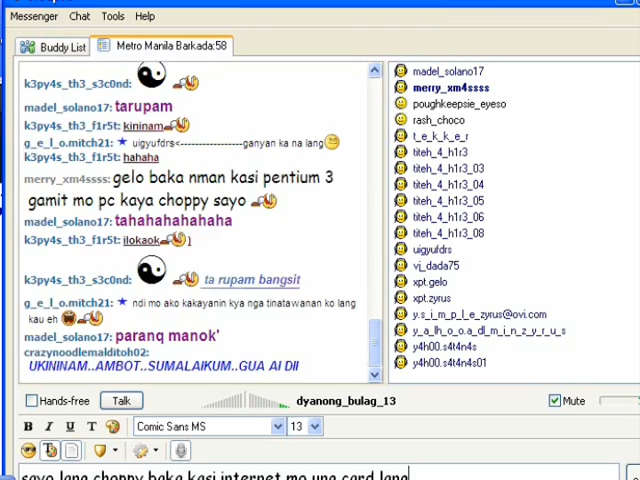 Messenger Chat Tools Help
Buddy List Metro Manila Barkada:58
k3py4s_th3_s3c0nd:
madel_solano17: tarupam
k3py4s_th3_f1r5t: kininam
g_e_l_o.mitch21: uigyufdrs<----------------ganyan ka na lang
k3py4s_th3_f1r5t: hahaha
merry_xm4ssss: gelo baka nman kasi pentium 3
gamit mo pc kaya choppy sayo
madel_solano17: tahahahahahaha
k3py4s_th3_f1r5t: ilokaok )
k3py4s_th3_s3c0nd: ta rupam bangsit
g_e_l_o.mitch21: ndi mo ako kakayanin kya nga tinatawanan ko lang
kau eh
madel_solano17: paranq manok'
crazynoodlemalditoh02:
UKININAM..AMBOT..SUMALAIKUM..GUA AI DII
madel_solano17
merry_xm4ssss
poughkeepsie_eyeso
rash_choco
t_e_k_k_e_r
titeh_4_h1r3
titeh_4_h1r3_03
titeh_4_h1r3_04
titeh_4_h1r3_05
titeh_4_h1r3_06
titeh_4_h1r3_08
uigyufdrs
vj_dada75
xpt.gelo
xpt.zyrus
y.s_i_m_p_l_e_zyrus@ovi.com
y_a_lh_o_o_a_dl_m_i_n_z_y_r_u_s
y4h00.s4t4n4s
y4h00.s4t4n4s01
Hands-free Talk dyanong_bulag_13 Mute
B I U T Comic Sans MS 13
sayo lang choppy baka kasi internet mo ung card lang